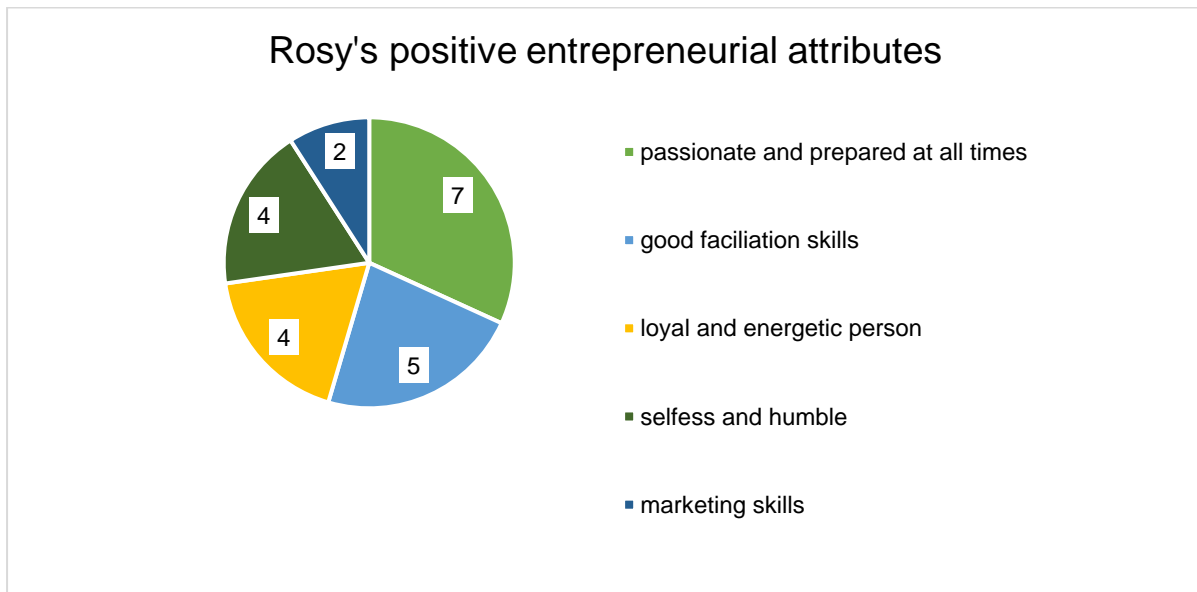 Rosy's positive entrepreneurial attributes
2
7
4
4
5
passionate and prepared at all times
good faciliation skills
loyal and energetic person
selfess and humble
marketing skills